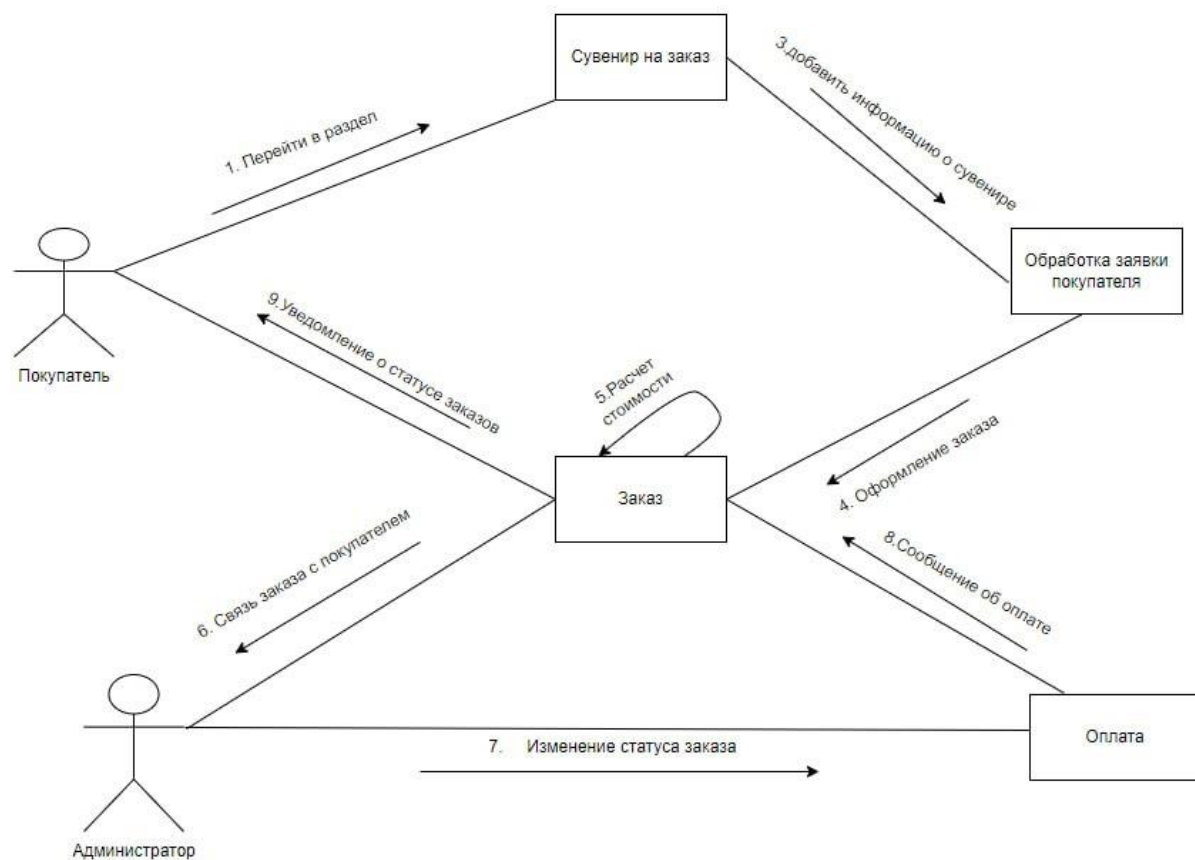 Сувенир на заказ
3.добавить информацию о сувенире
1. Перейти в раздел
Обработка заявки
покупателя
Покупатель
9.Уведомление о статусе заказов
5.Расчет
стоимости
Заказ
4. Оформление заказа
6. Связь заказа с покупателем
8.Сообщение об оплате
Оплата
7. Изменение статуса заказа
Администратор